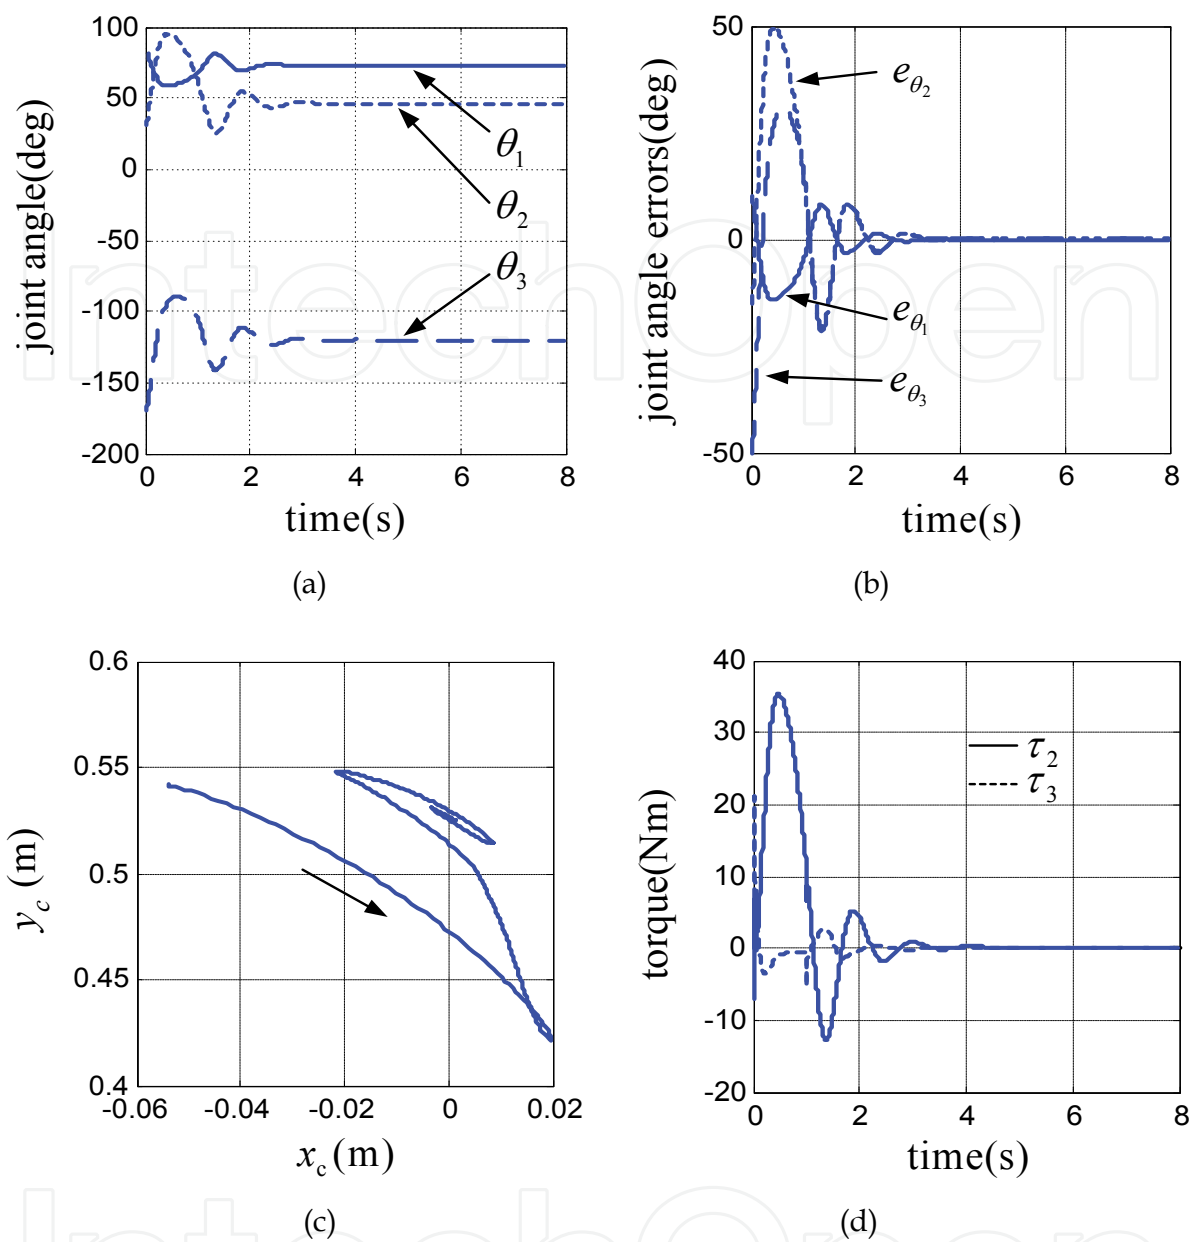 100
50
0
-50
-100
-150
-200
0 2 4 6 8
joint angle(deg)
time(s)
θ1
θ2
θ3
(a)
50
0
-50
0 2 4 6 8
joint angle errors(deg)
time(s)
eθ2
eθ1
eθ3
(b)
IntechOpen
0.6
0.55
0.5
0.45
0.4
-0.06 -0.04 -0.02 0 0.02
yc (m)
xc (m)
(c)
40
30
20
10
0
-10
-20
0 2 4 6 8
torque(Nm)
time(s)
τ2
τ3
(d)
IntechOpen